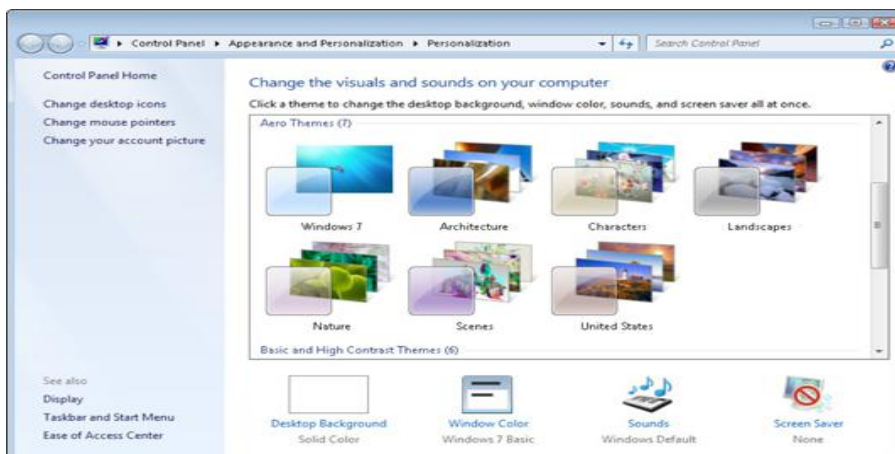 Control Panel ▸ Appearance and Personalization ▸ Personalization
Search Control Panel
Control Panel Home
Change desktop icons
Change mouse pointers
Change your account picture
Change the visuals and sounds on your computer
Click a theme to change the desktop background, window color, sounds, and screen saver all at once.
Aero Themes (7)
Windows 7 Architecture Characters Landscapes
Nature Scenes United States
Basic and High Contrast Themes (6)
See also
Display
Taskbar and Start Menu
Ease of Access Center
Desktop Background Window Color Sounds Screen Saver
Solid Color Windows 7 Basic Windows Default None